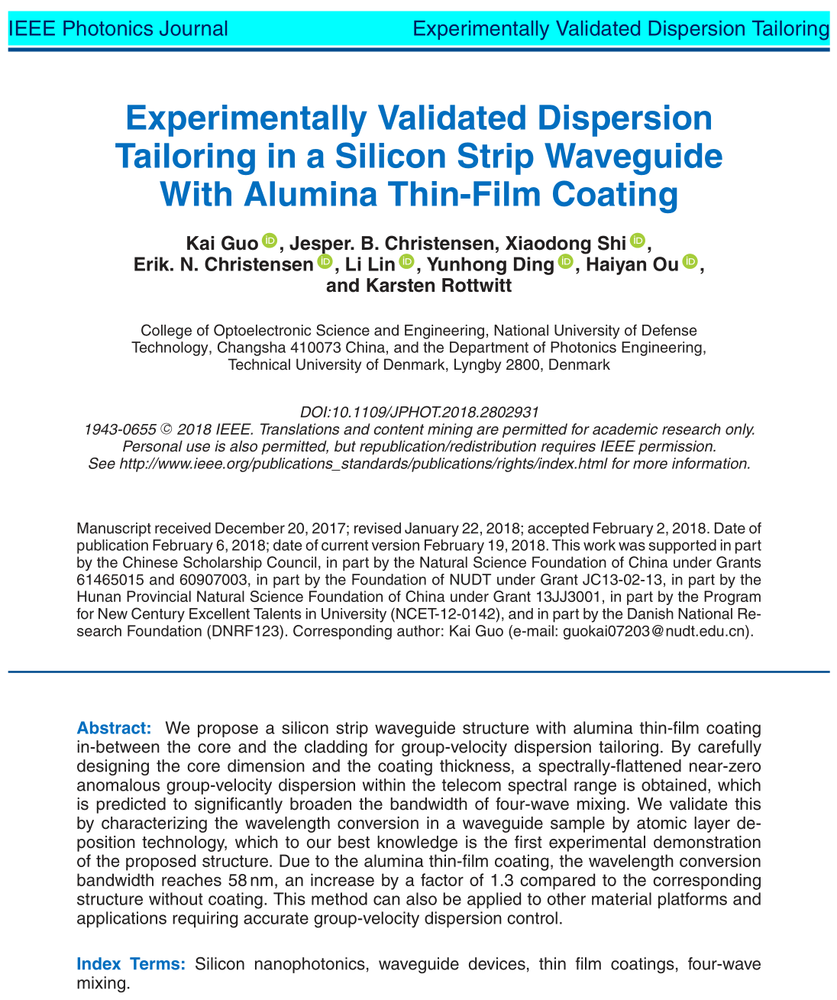 IEEE Photonics Journal Experimentally Validated Dispersion Tailoring
Experimentally Validated Dispersion
Tailoring in a Silicon Strip Waveguide
With Alumina Thin-Film Coating
Kai Guo iD, Jesper. B. Christensen, Xiaodong Shi iD,
Erik. N. Christensen iD, Li Lin iD, Yunhong Ding iD, Haiyan Ou iD,
and Karsten Rottwitt
College of Optoelectronic Science and Engineering, National University of Defense
Technology, Changsha 410073 China, and the Department of Photonics Engineering,
Technical University of Denmark, Lyngby 2800, Denmark
DOI:10.1109/JPHOT.2018.2802931
1943-0655 © 2018 IEEE. Translations and content mining are permitted for academic research only.
Personal use is also permitted, but republication/redistribution requires IEEE permission.
See http://www.ieee.org/publications_standards/publications/rights/index.html for more information.
Manuscript received December 20, 2017; revised January 22, 2018; accepted February 2, 2018. Date of
publication February 6, 2018; date of current version February 19, 2018. This work was supported in part
by the Chinese Scholarship Council, in part by the Natural Science Foundation of China under Grants
61465015 and 60907003, in part by the Foundation of NUDT under Grant JC13-02-13, in part by the
Hunan Provincial Natural Science Foundation of China under Grant 13JJ3001, in part by the Program
for New Century Excellent Talents in University (NCET-12-0142), and in part by the Danish National Re-
search Foundation (DNRF123). Corresponding author: Kai Guo (e-mail: guokai07203@nudt.edu.cn).
Abstract: We propose a silicon strip waveguide structure with alumina thin-film coating
in-between the core and the cladding for group-velocity dispersion tailoring. By carefully
designing the core dimension and the coating thickness, a spectrally-flattened near-zero
anomalous group-velocity dispersion within the telecom spectral range is obtained, which
is predicted to significantly broaden the bandwidth of four-wave mixing. We validate this
by characterizing the wavelength conversion in a waveguide sample by atomic layer de-
position technology, which to our best knowledge is the first experimental demonstration
of the proposed structure. Due to the alumina thin-film coating, the wavelength conversion
bandwidth reaches 58 nm, an increase by a factor of 1.3 compared to the corresponding
structure without coating. This method can also be applied to other material platforms and
applications requiring accurate group-velocity dispersion control.
Index Terms: Silicon nanophotonics, waveguide devices, thin film coatings, four-wave
mixing.